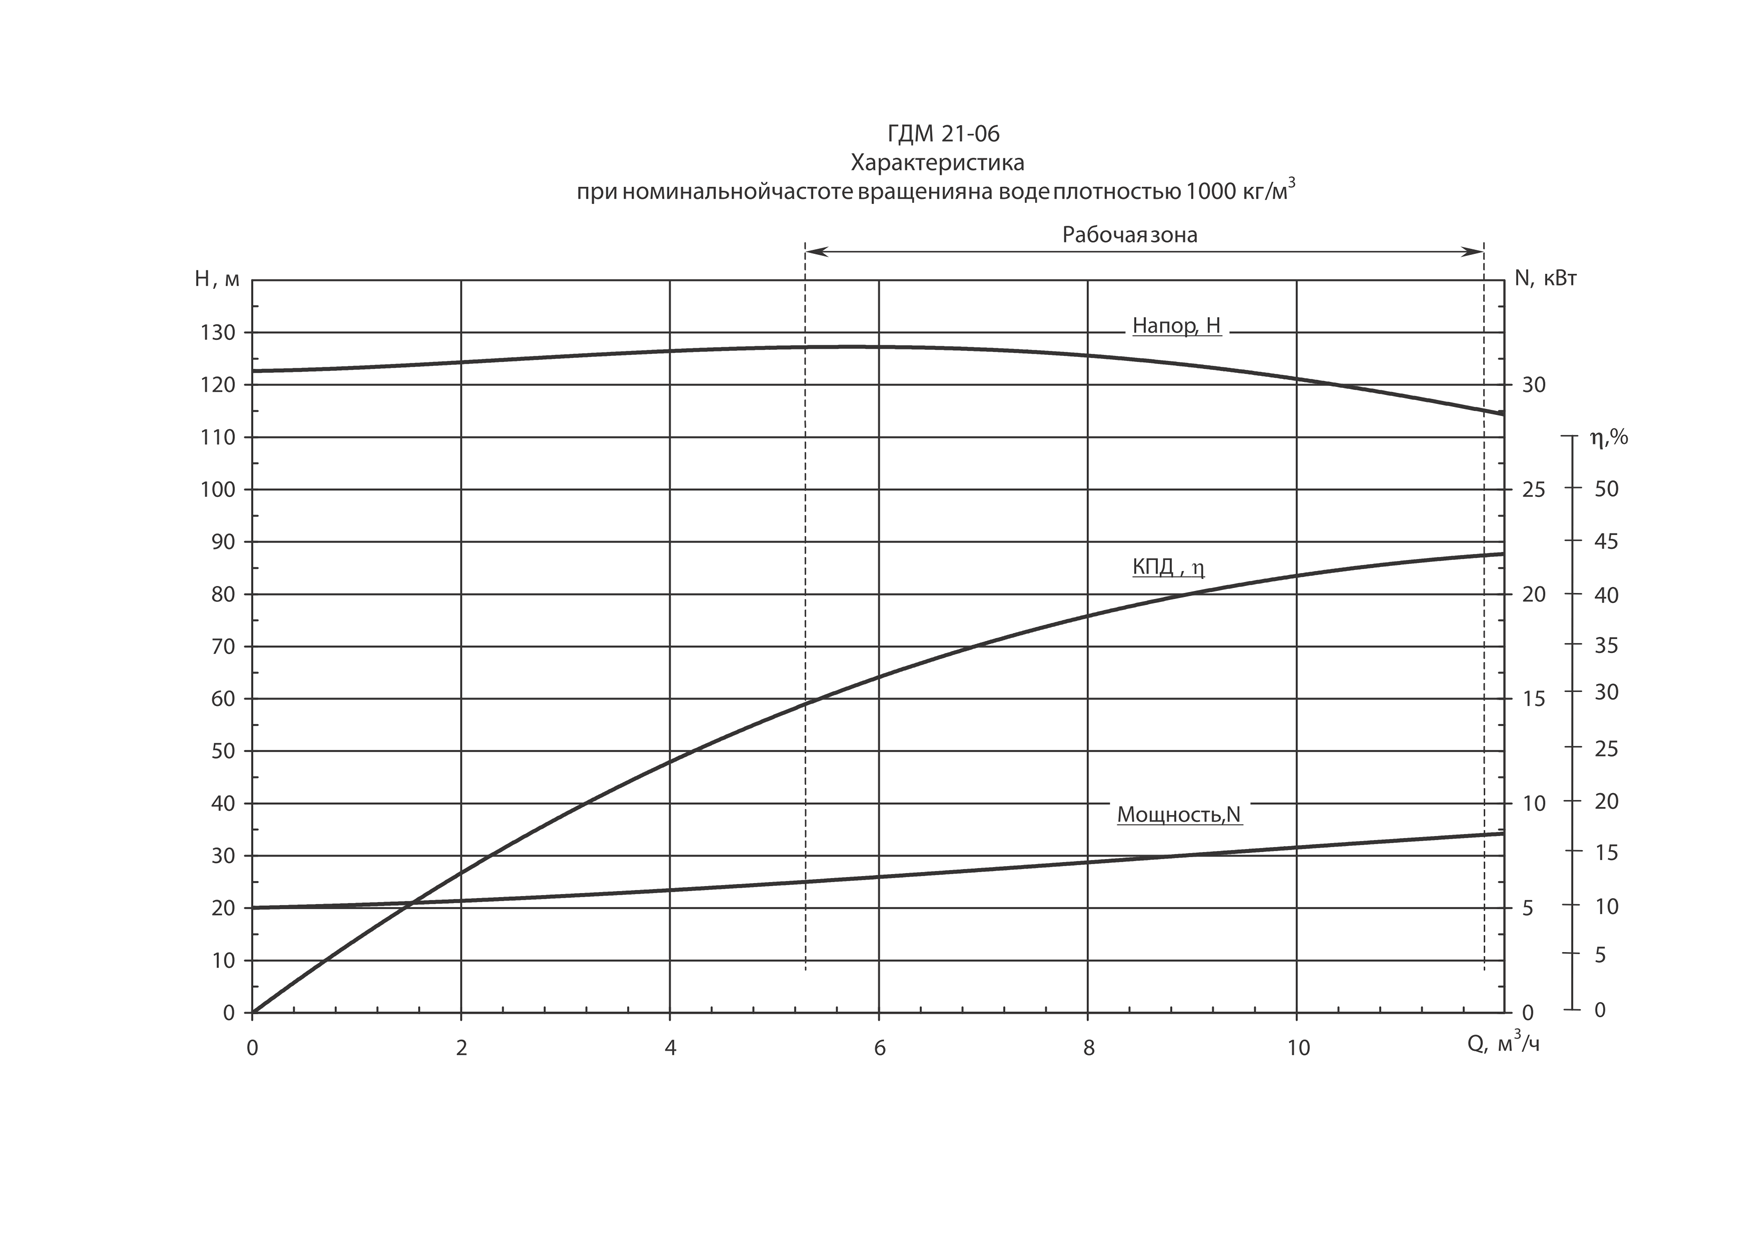 ГДМ 21-06
Характеристика
при номинальнойчастоте вращенияна воде плотностью 1000 кг/м³
Рабочая зона
Н, м
N, кВт
Напор, Н
130
120
110
100
90
80
70
60
50
40
30
20
10
0
30
25
20
15
10
5
0
η,%
50
45
40
35
30
25
20
15
10
5
0
КПД , η
Мощность,N
0 2 4 6 8 10 Q, м³/ч